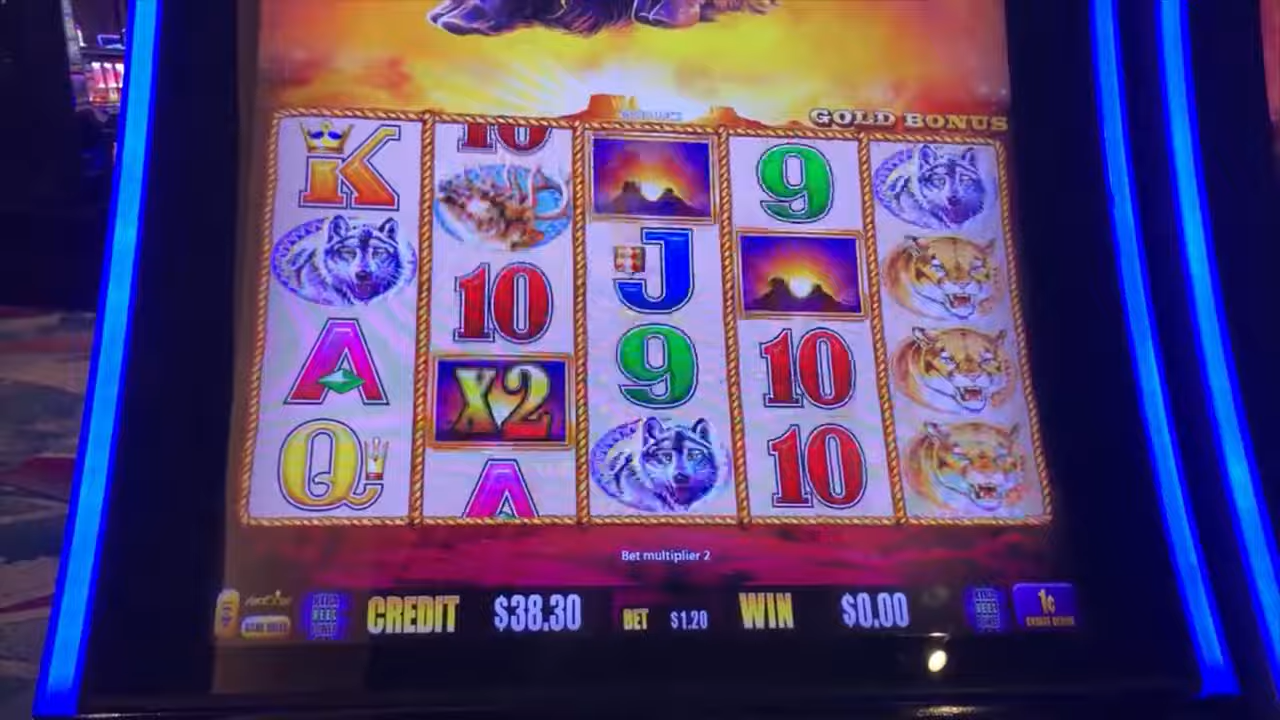 GOLD BONUS
K 10 9
10 J
A X2 9 10
Q A 10
Bet multiplier 2
CREDIT $38.30 BET $1.20 WIN $0.00 1¢